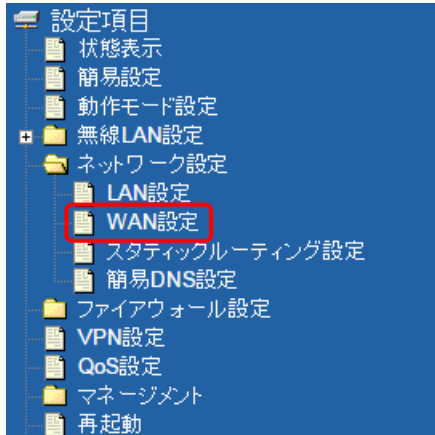 設定項目
状態表示
簡易設定
動作モード設定
無線LAN設定
ネットワーク設定
LAN設定
WAN設定
スタティックルーティング設定
簡易DNS設定
ファイアウォール設定
VPN設定
QoS設定
マネージメント
再起動